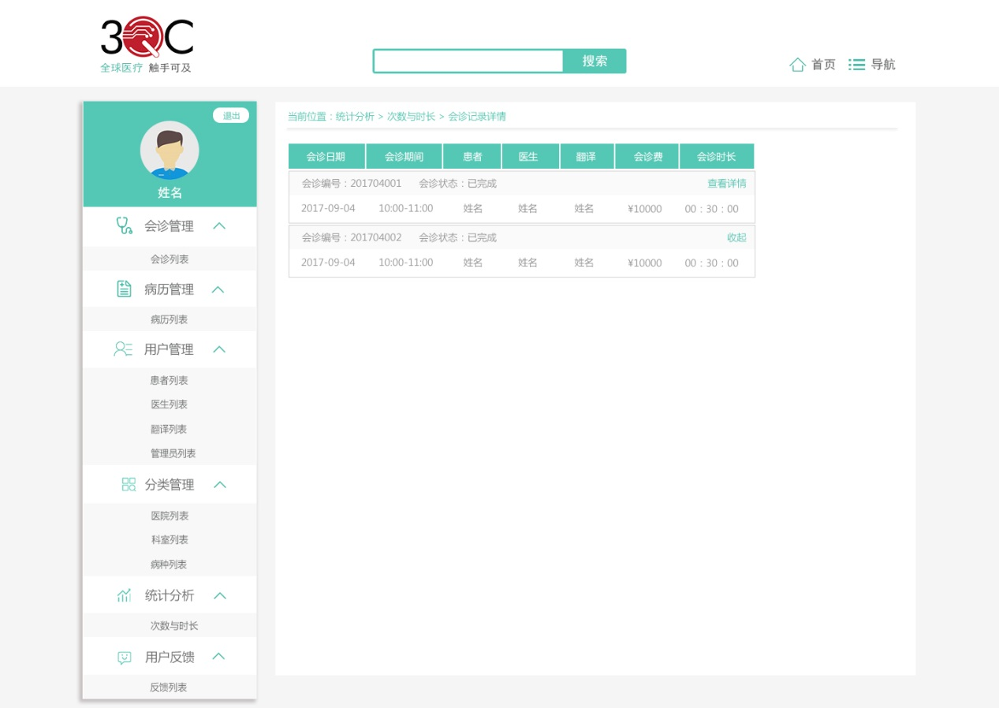 3QC
全球医疗 触手可及
搜索
首页 导航
退出
姓名
会诊管理
会诊列表
病历管理
病历列表
用户管理
患者列表
医生列表
翻译列表
管理员列表
分类管理
医院列表
科室列表
病种列表
统计分析
次数与时长
用户反馈
反馈列表
当前位置：统计分析 > 次数与时长 > 会诊记录详情
会诊日期 会诊期间 患者 医生 翻译 会诊费 会诊时长
会诊编号：201704001 会诊状态：已完成 查看详情
2017-09-04 10:00-11:00 姓名 姓名 姓名 ¥10000 00：30：00
会诊编号：201704002 会诊状态：已完成 收起
2017-09-04 10:00-11:00 姓名 姓名 姓名 ¥10000 00：30：00